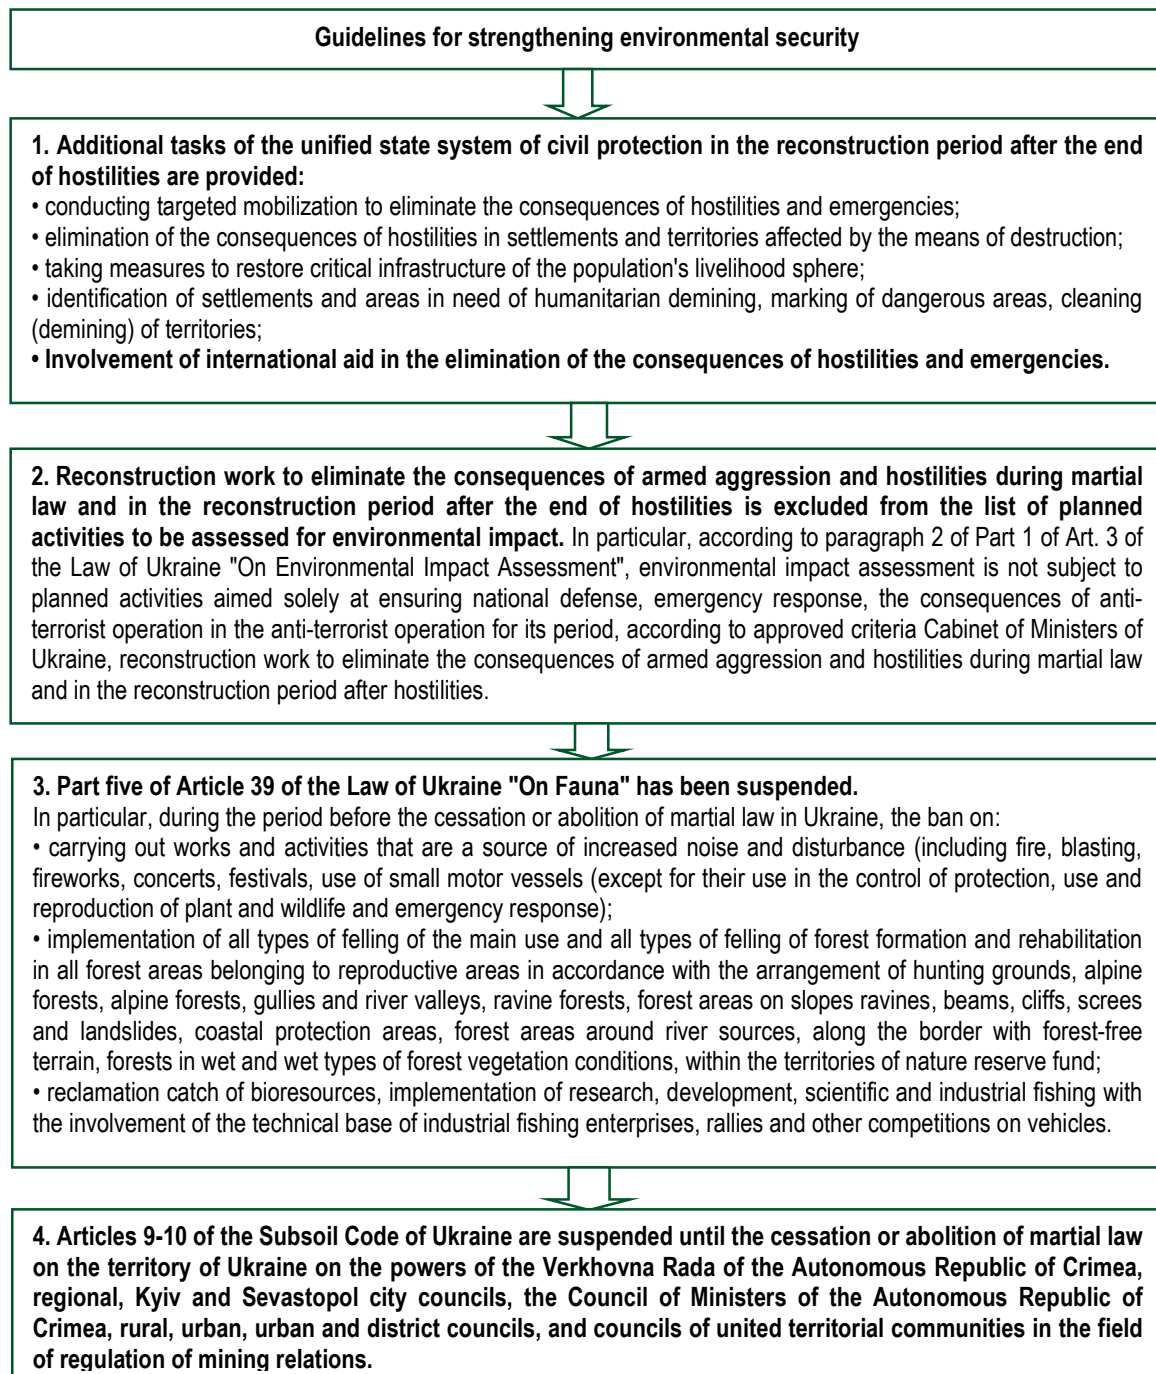 Guidelines for strengthening environmental security
1. Additional tasks of the unified state system of civil protection in the reconstruction period after the end
of hostilities are provided:
• conducting targeted mobilization to eliminate the consequences of hostilities and emergencies;
• elimination of the consequences of hostilities in settlements and territories affected by the means of destruction;
• taking measures to restore critical infrastructure of the population's livelihood sphere;
• identification of settlements and areas in need of humanitarian demining, marking of dangerous areas, cleaning
(demining) of territories;
• Involvement of international aid in the elimination of the consequences of hostilities and emergencies.
2. Reconstruction work to eliminate the consequences of armed aggression and hostilities during martial
law and in the reconstruction period after the end of hostilities is excluded from the list of planned
activities to be assessed for environmental impact. In particular, according to paragraph 2 of Part 1 of Art. 3 of
the Law of Ukraine "On Environmental Impact Assessment", environmental impact assessment is not subject to
planned activities aimed solely at ensuring national defense, emergency response, the consequences of anti-
terrorist operation in the anti-terrorist operation for its period, according to approved criteria Cabinet of Ministers of
Ukraine, reconstruction work to eliminate the consequences of armed aggression and hostilities during martial law
and in the reconstruction period after hostilities.
3. Part five of Article 39 of the Law of Ukraine "On Fauna" has been suspended.
In particular, during the period before the cessation or abolition of martial law in Ukraine, the ban on:
• carrying out works and activities that are a source of increased noise and disturbance (including fire, blasting,
fireworks, concerts, festivals, use of small motor vessels (except for their use in the control of protection, use and
reproduction of plant and wildlife and emergency response);
• implementation of all types of felling of the main use and all types of felling of forest formation and rehabilitation
in all forest areas belonging to reproductive areas in accordance with the arrangement of hunting grounds, alpine
forests, alpine forests, gullies and river valleys, ravine forests, forest areas on slopes ravines, beams, cliffs, screes
and landslides, coastal protection areas, forest areas around river sources, along the border with forest-free
terrain, forests in wet and wet types of forest vegetation conditions, within the territories of nature reserve fund;
• reclamation catch of bioresources, implementation of research, development, scientific and industrial fishing with
the involvement of the technical base of industrial fishing enterprises, rallies and other competitions on vehicles.
4. Articles 9-10 of the Subsoil Code of Ukraine are suspended until the cessation or abolition of martial law
on the territory of Ukraine on the powers of the Verkhovna Rada of the Autonomous Republic of Crimea,
regional, Kyiv and Sevastopol city councils, the Council of Ministers of the Autonomous Republic of
Crimea, rural, urban, urban and district councils, and councils of united territorial communities in the field
of regulation of mining relations.